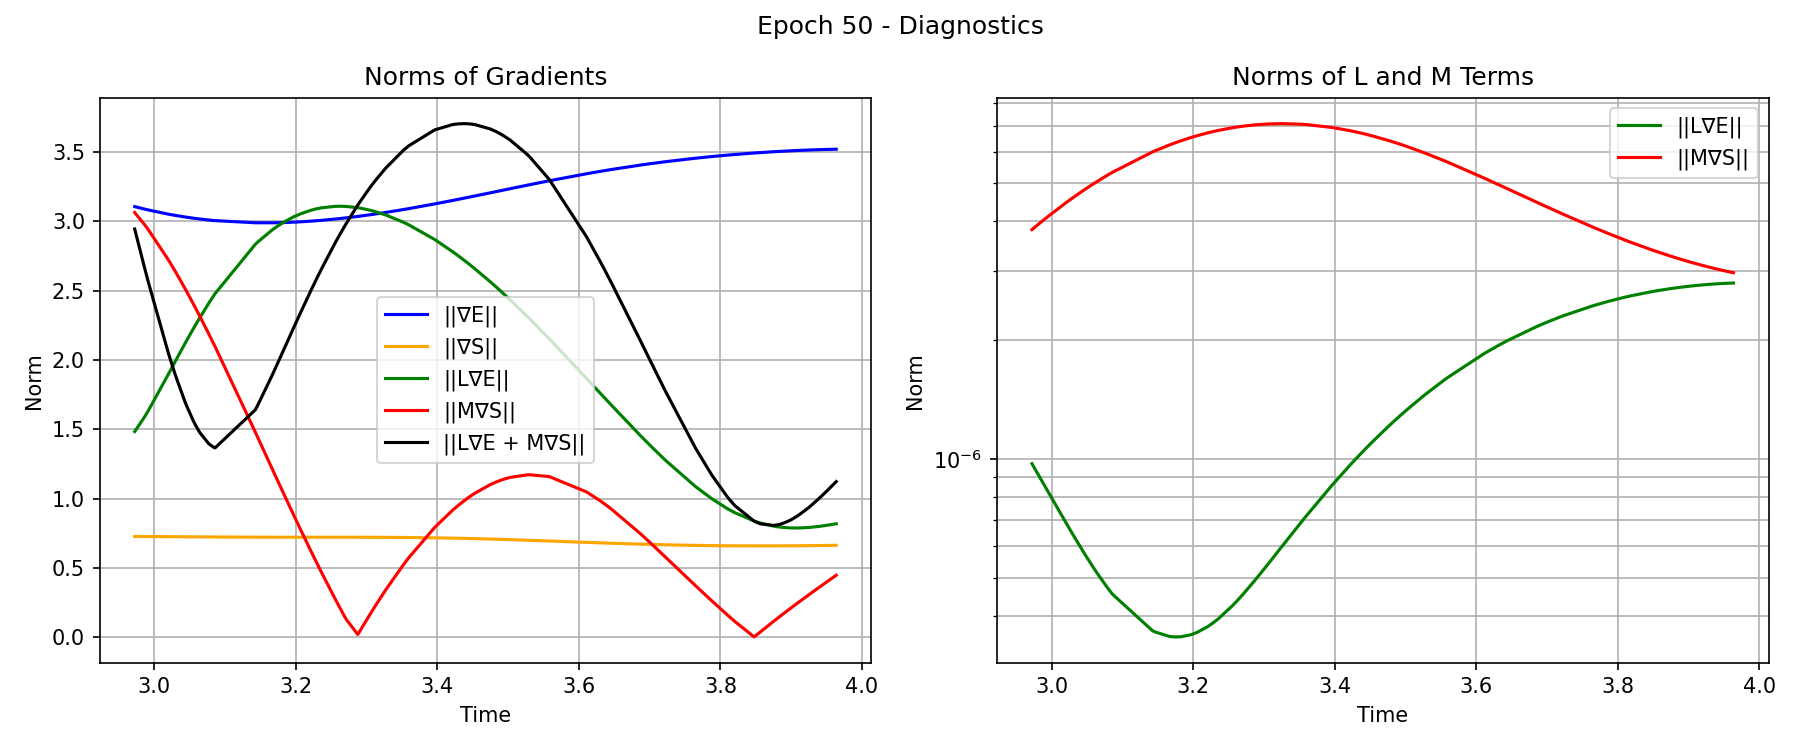 Epoch 50 - Diagnostics
Norms of Gradients
Norm
3.5
3.0
2.5
2.0
1.5
1.0
0.5
0.0
||∇E||
||∇S||
||L∇E||
||M∇S||
||L∇E + M∇S||
3.0 3.2 3.4 3.6 3.8 4.0
Time
Norms of L and M Terms
Norm
10⁻⁶
||L∇E||
||M∇S||
3.0 3.2 3.4 3.6 3.8 4.0
Time